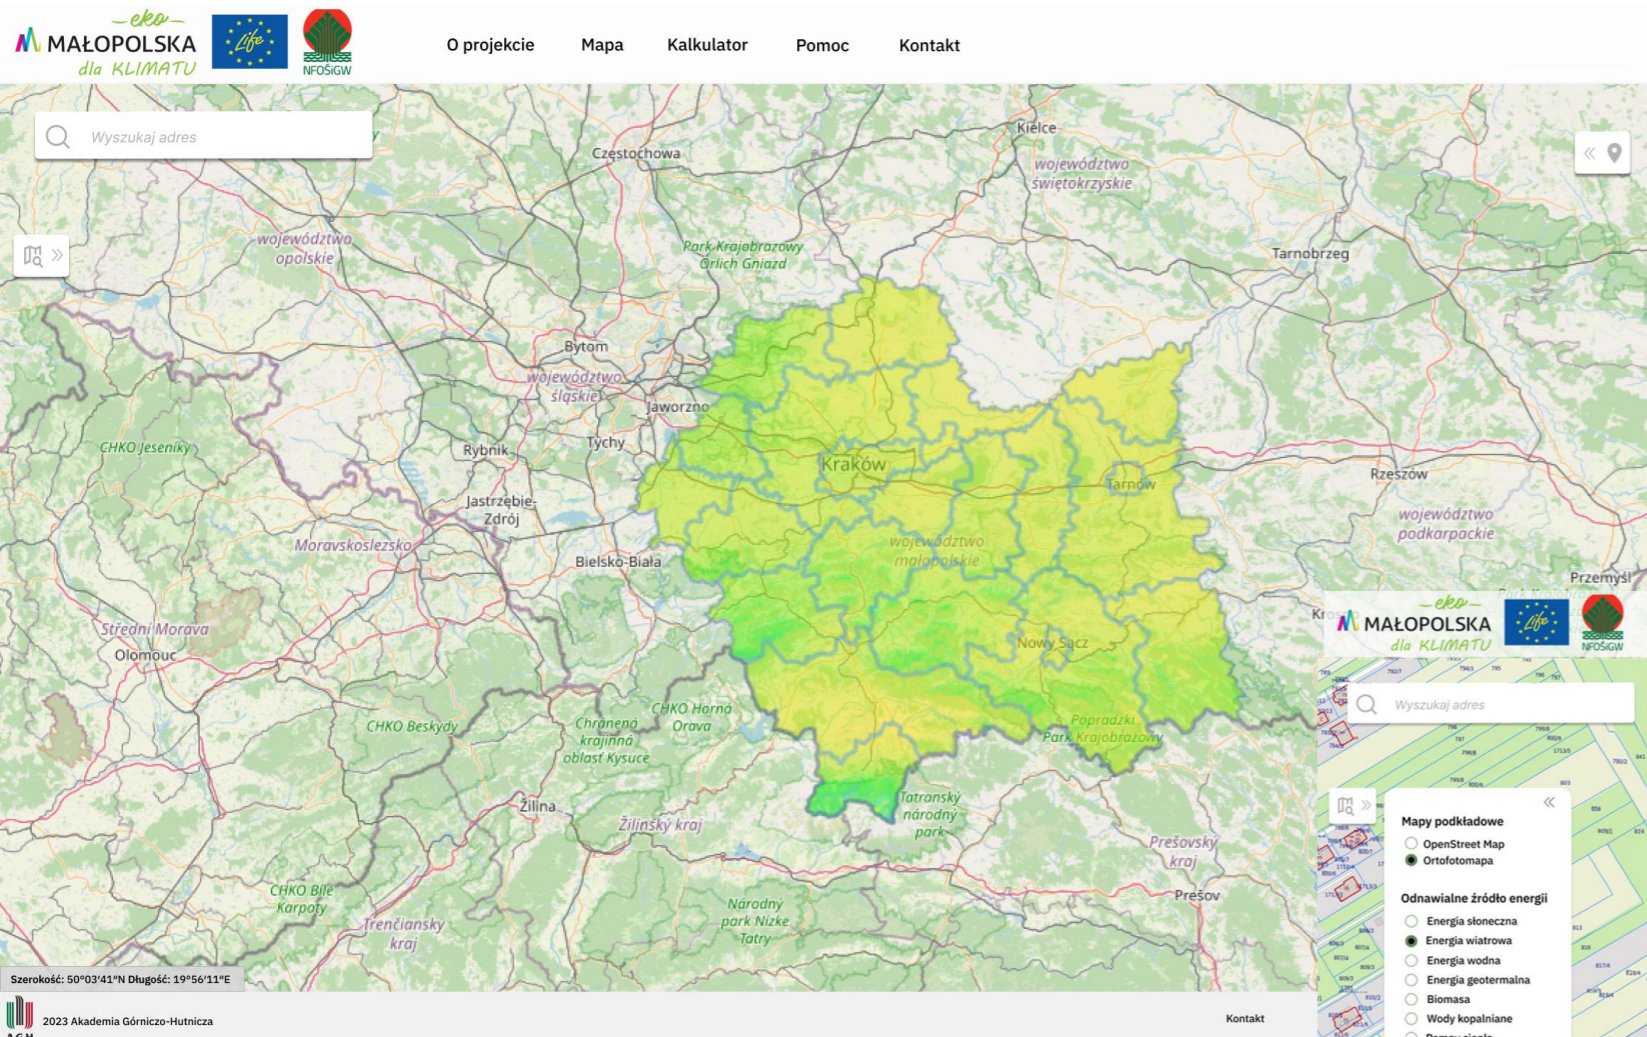 eko
MAŁOPOLSKA
dla KLIMATU
Life
NFOŚiGW
O projekcie
Mapa
Kalkulator
Pomoc
Kontakt
Wyszukaj adres
Kielce
Częstochowa
województwo
świętokrzyskie
województwo
opolskie
Park Krajobrazowy
Orlich Gniazd
Tarnobrzeg
Bytom
województwo
śląskie
Jaworzno
CHKO Jeseníky
Rybnik
Tychy
Kraków
Tarnów
Rzeszów
Jastrzębie-
Zdrój
województwo
podkarpackie
Moravskoslezsko
Bielsko-Biała
województwo
małopolskie
Przemyśl
Střední Morava
Olomouc
Nowy Sącz
CHKO Beskydy
Chránená
krajinná
oblasť Kysuce
CHKO Horná
Orava
Popradzki
Park Krajobrazowy
Žilina
Žilinský kraj
Tatranský
národný
park
Prešovský
kraj
Prešov
CHKO Bílé
Karpaty
Trenčiansky
kraj
Národný
park Nízke
Tatry
Szerokość: 50°03'41"N Długość: 19°56'11"E
AGH
2023 Akademia Górniczo-Hutnicza
Kontakt
eko
MAŁOPOLSKA
dla KLIMATU
Life
NFOŚiGW
Wyszukaj adres
Mapy podkładowe
OpenStreet Map
Ortofotomapa
Odnawialne źródło energii
Energia słoneczna
Energia wiatrowa
Energia wodna
Energia geotermalna
Biomasa
Wody kopalniane